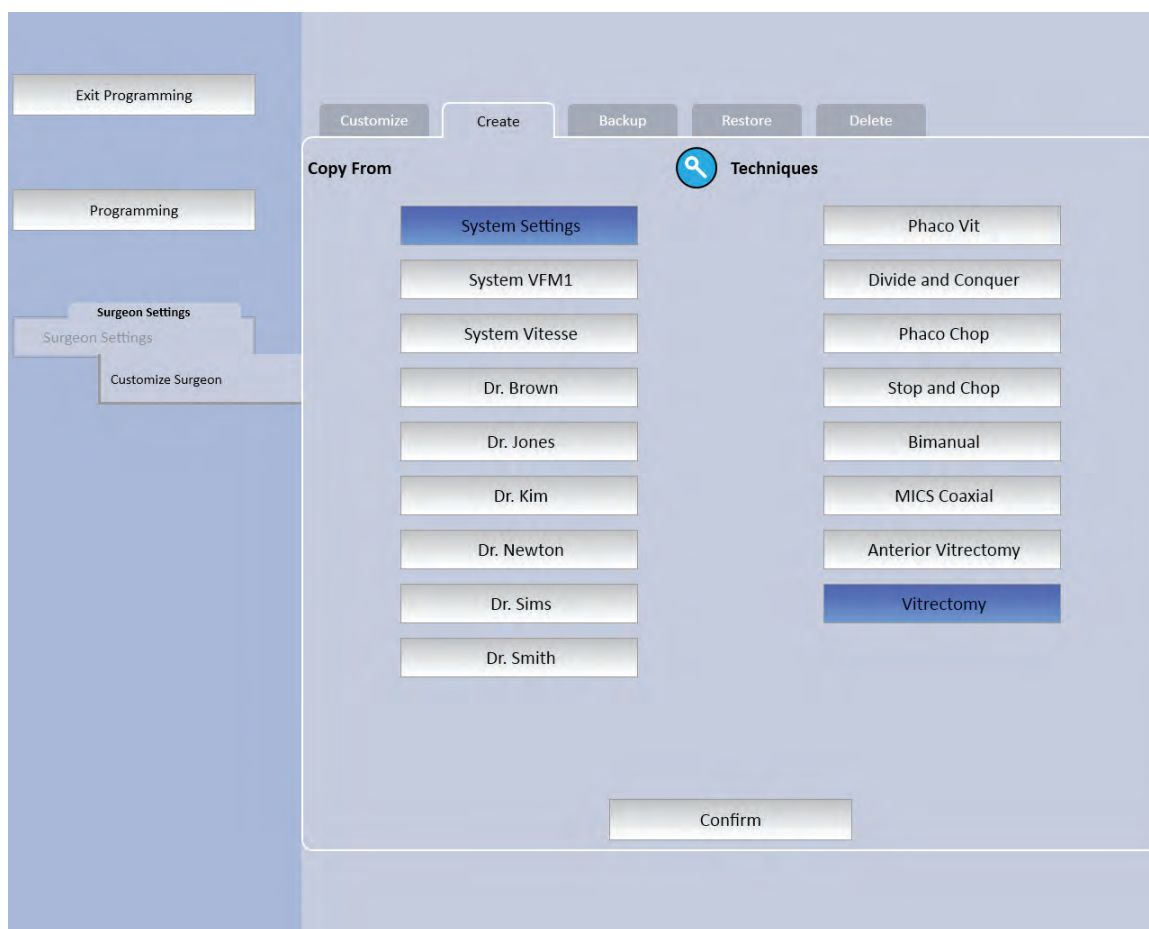 Exit Programming
Programming
Surgeon Settings
Surgeon Settings
Customize Surgeon
Customize
Create
Backup
Restore
Delete
Copy From
Techniques
System Settings
System VFM1
System Vitesse
Dr. Brown
Dr. Jones
Dr. Kim
Dr. Newton
Dr. Sims
Dr. Smith
Phaco Vit
Divide and Conquer
Phaco Chop
Stop and Chop
Bimanual
MICS Coaxial
Anterior Vitrectomy
Vitrectomy
Confirm